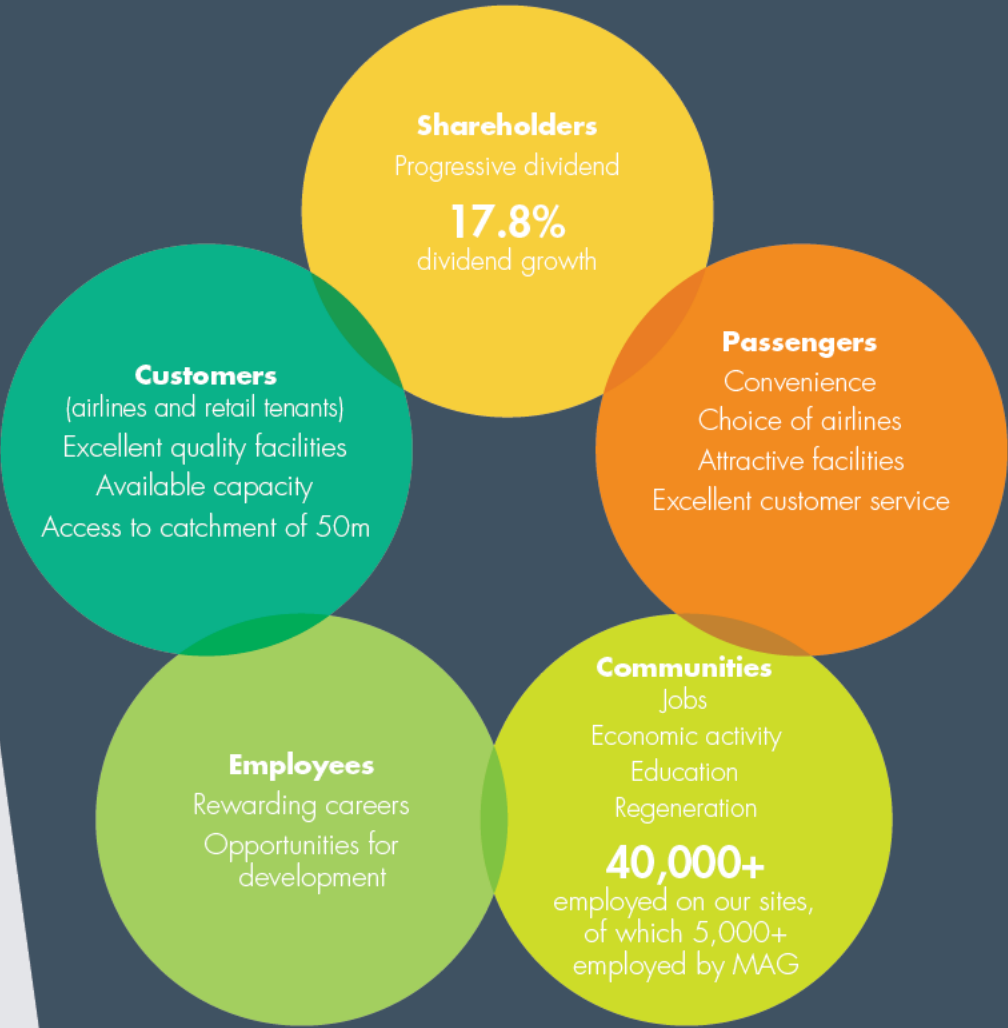 Shareholders
Progressive dividend
17.8%
dividend growth
Customers
(airlines and retail tenants)
Excellent quality facilities
Available capacity
Access to catchment of 50m
Passengers
Convenience
Choice of airlines
Attractive facilities
Excellent customer service
Employees
Rewarding careers
Opportunities for
development
Communities
Jobs
Economic activity
Education
Regeneration
40,000+
employed on our sites,
of which 5,000+
employed by MAG